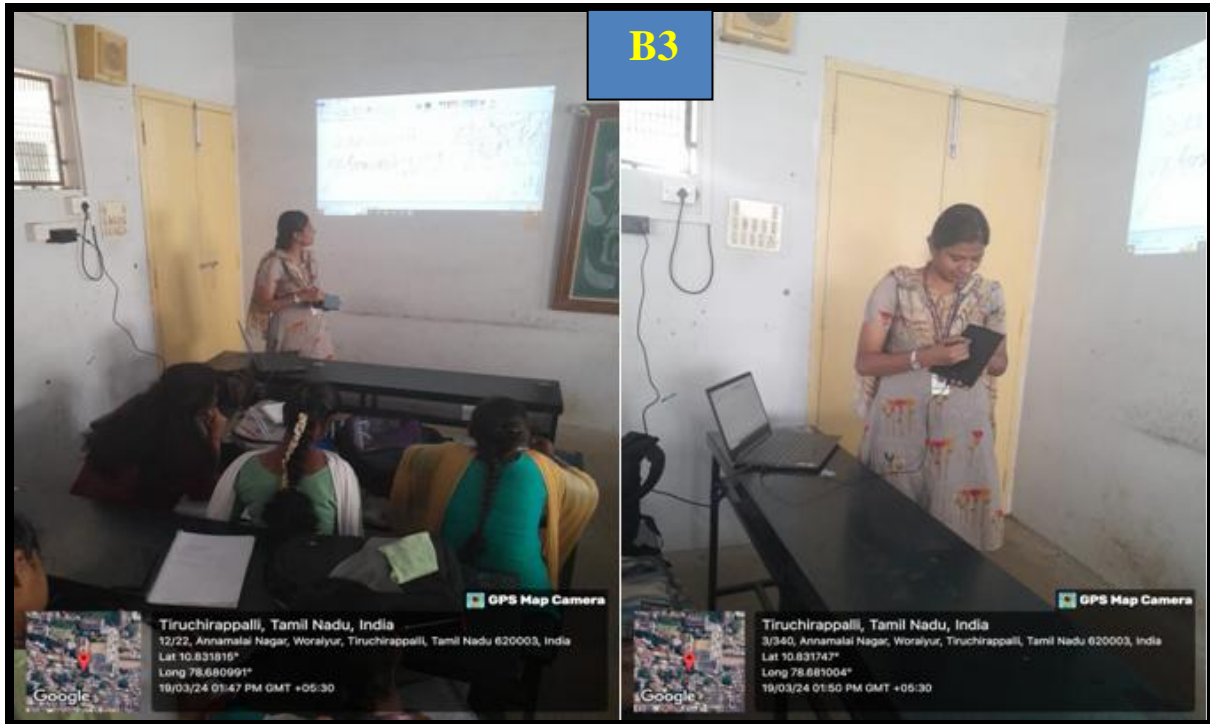 B3
GPS Map Camera
Tiruchirappalli, Tamil Nadu, India
12/22, Annamalai Nagar, Woraiyur, Tiruchirappalli, Tamil Nadu 620003, India
Lat 10.831815°
Long 78.680991°
19/03/24 01:47 PM GMT +05:30
Google
GPS Map Camera
Tiruchirappalli, Tamil Nadu, India
3/340, Annamalai Nagar, Woraiyur, Tiruchirappalli, Tamil Nadu 620003, India
Lat 10.831747°
Long 78.681004°
19/03/24 01:50 PM GMT +05:30
Google